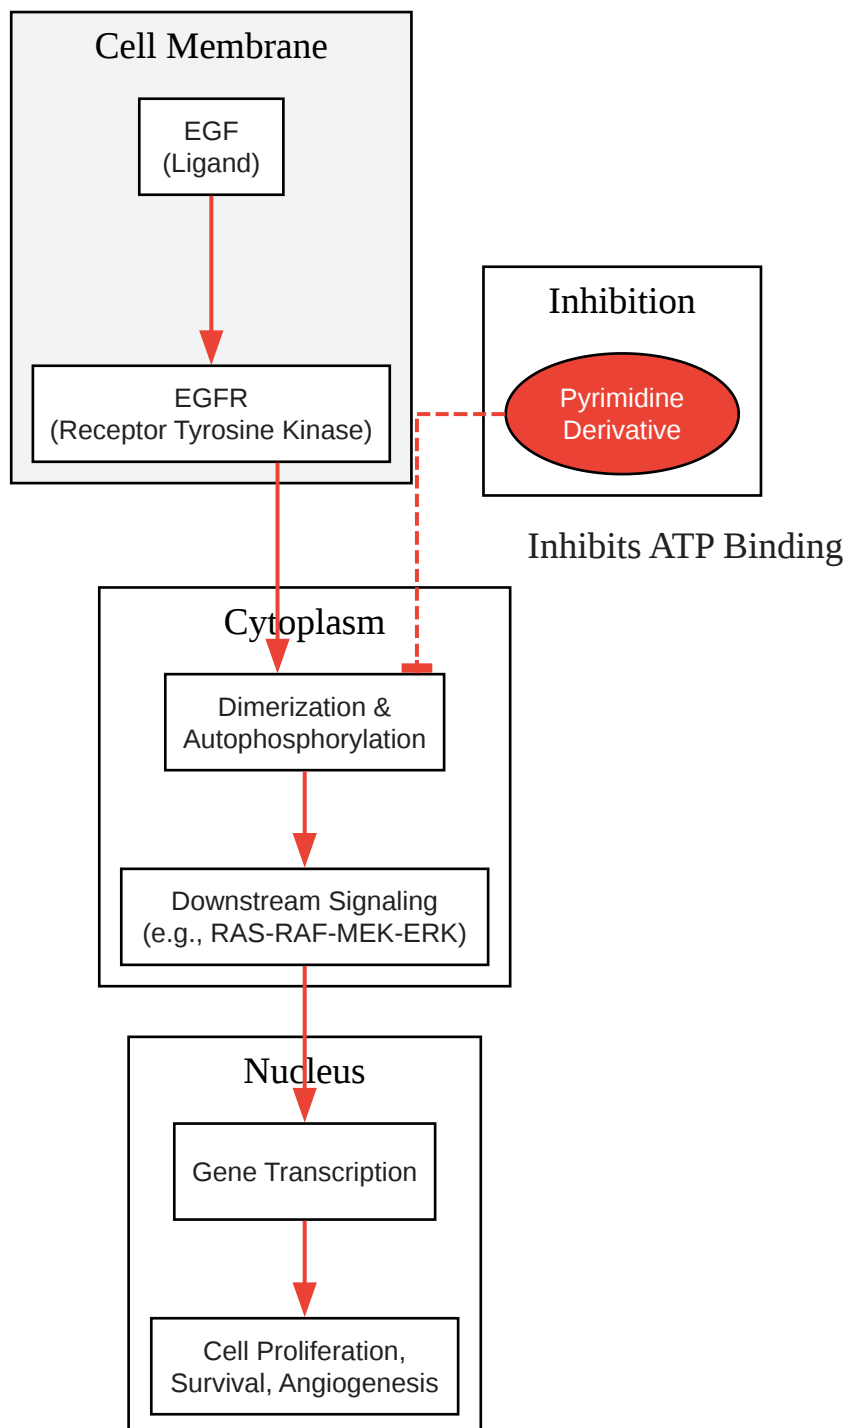 Cell Membrane
EGF
(Ligand)
EGFR
(Receptor Tyrosine Kinase)
Inhibition
Pyrimidine
Derivative
Inhibits ATP Binding
Cytoplasm
Dimerization &
Autophosphorylation
Downstream Signaling
(e.g., RAS-RAF-MEK-ERK)
Nucleus
Gene Transcription
Cell Proliferation,
Survival, Angiogenesis